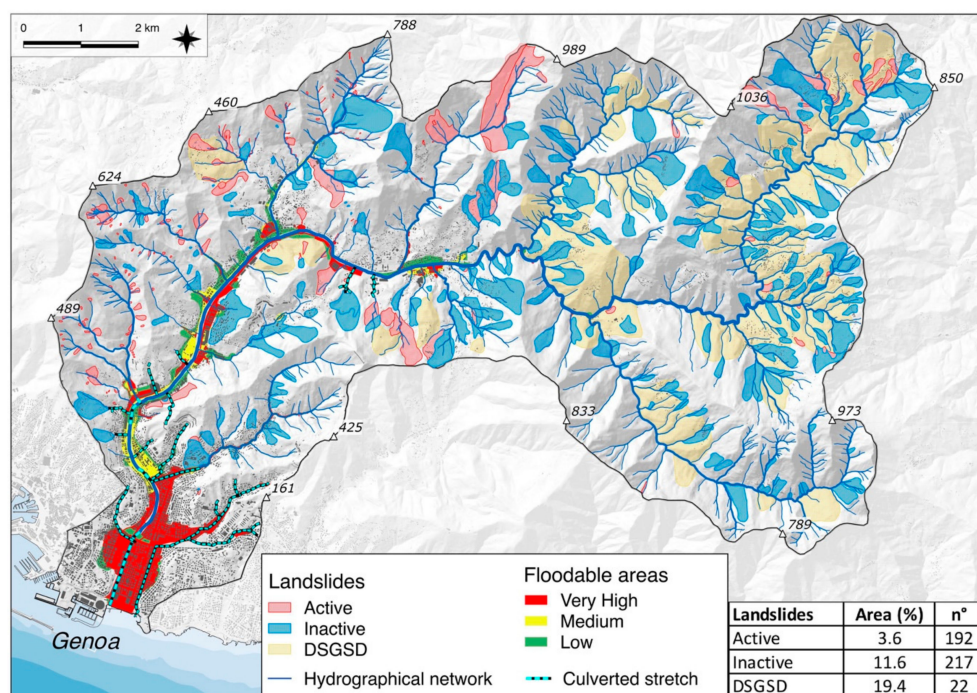 0 1 2 km
788
989
850
460
1036
624
489
425
833
973
161
789
Genoa
Landslides
Active
Inactive
DSGSD
Hydrographical network
Floodable areas
Very High
Medium
Low
Culverted stretch
Landslides Area (%) n°
Active 3.6 192
Inactive 11.6 217
DSGSD 19.4 22